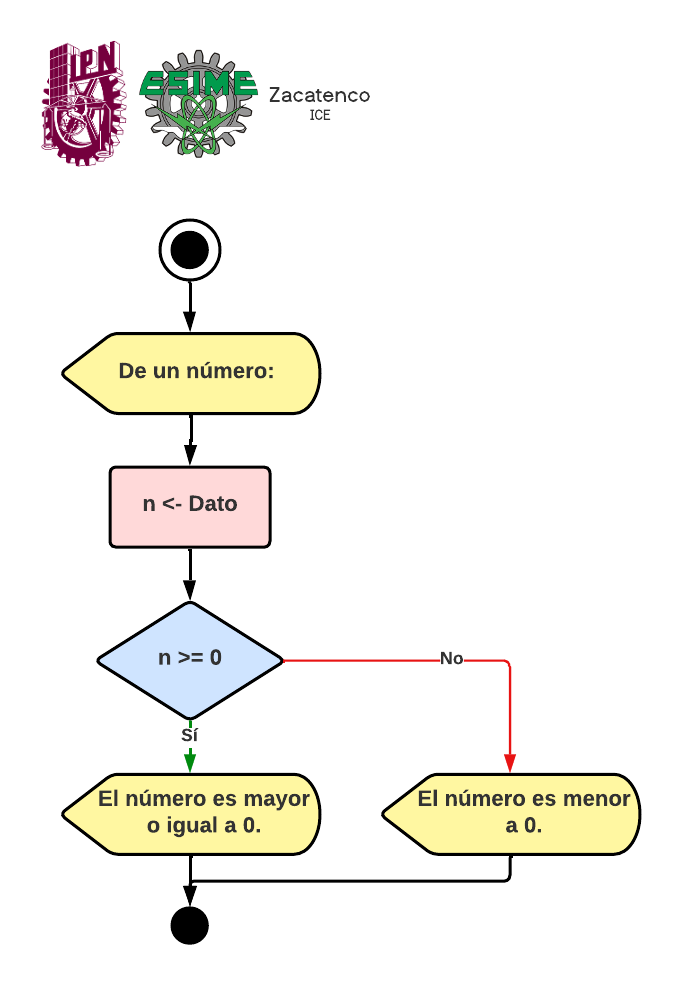 IPN
ESIME
Zacatenco
ICE
De un número:
n <- Dato
n >= 0
No
Sí
El número es mayor
o igual a 0.
El número es menor
a 0.